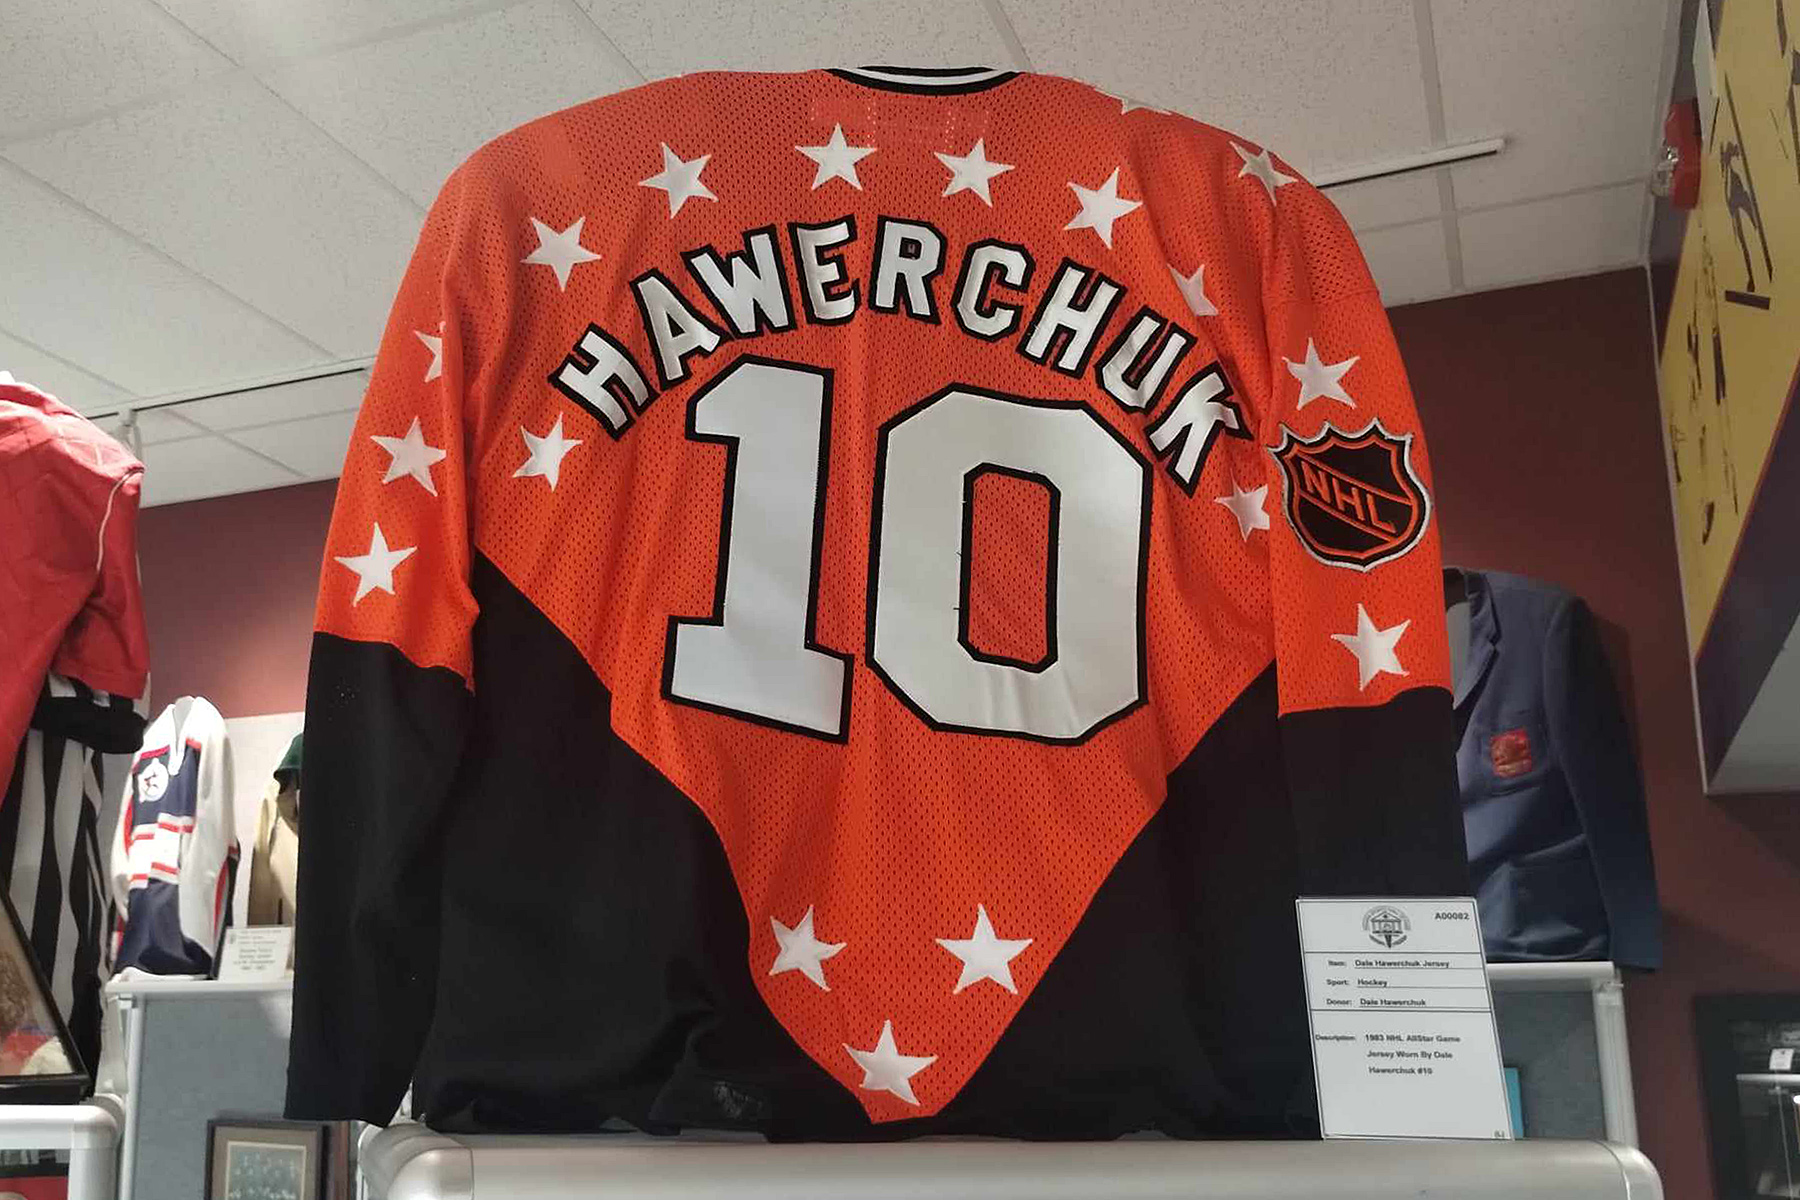 HAWERCHUK
10
NHL
A00082
Item: Dale Hawerchuk Jersey
Sport: Hockey
Donor: Dale Hawerchuk
Description: 1983 NHL AllStar Game
Jersey Worn By Dale
Hawerchuk #10